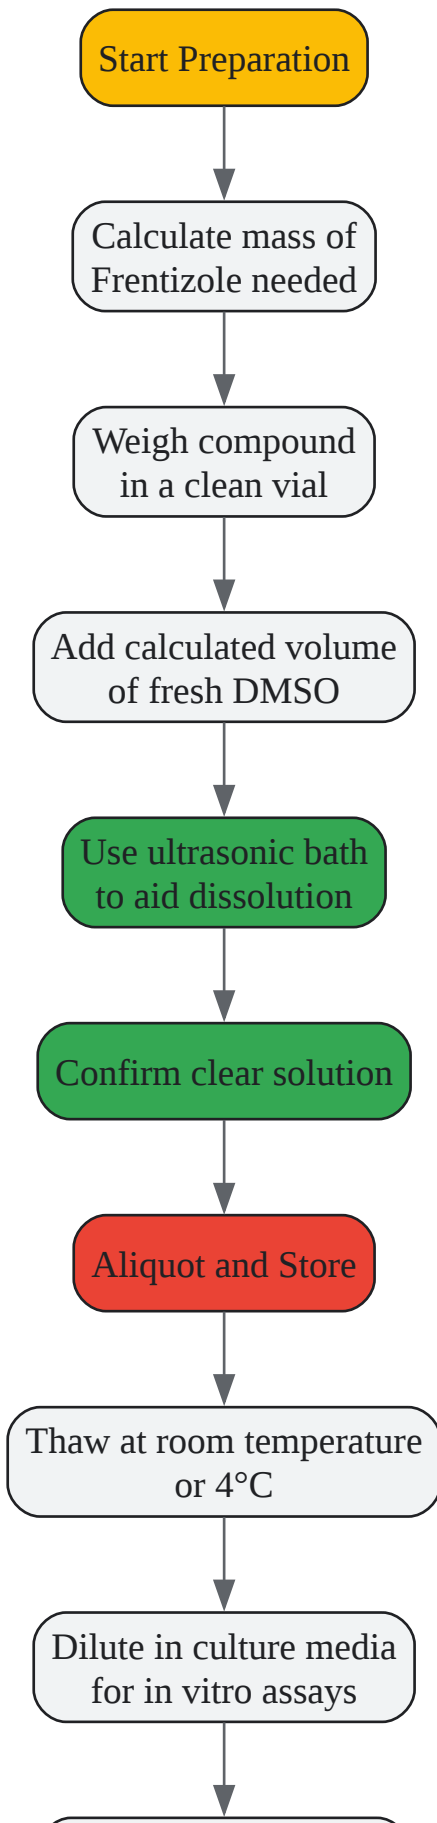 Start Preparation
Calculate mass of
Frentizole needed
Weigh compound
in a clean vial
Add calculated volume
of fresh DMSO
Use ultrasonic bath
to aid dissolution
Confirm clear solution
Aliquot and Store
Thaw at room temperature
or 4°C
Dilute in culture media
for in vitro assays